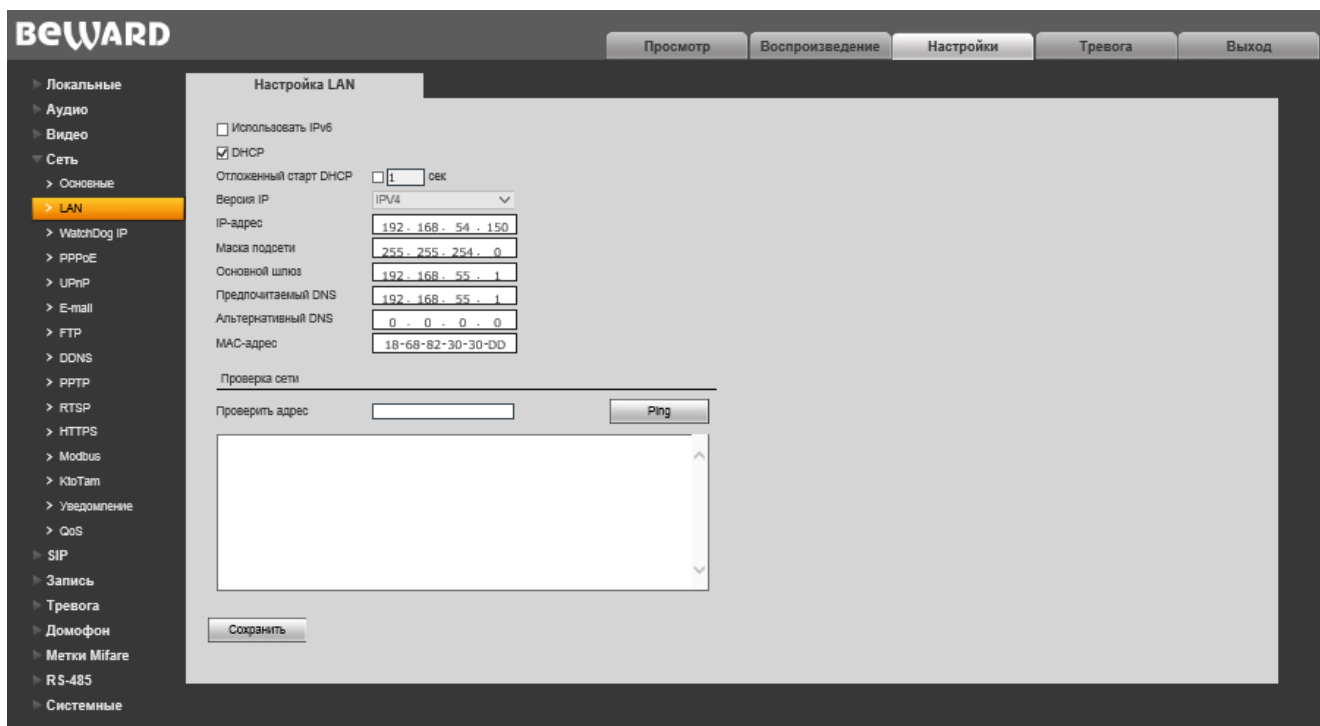 BEWARD
Просмотр
Воспроизведение
Настройки
Тревога
Выход
Локальные
Аудио
Видео
Сеть
> Основные
> LAN
> WatchDog IP
> PPPoE
> UPnP
> E-mail
> FTP
> DDNS
> PPTP
> RTSP
> HTTPS
> Modbus
> KtoTam
> Уведомление
> QoS
SIP
Запись
Тревога
Домофон
Метки Mifare
RS-485
Системные
Настройка LAN
Использовать IPv6
DHCP
Отложенный старт DHCP 1 сек
Версия IP IPV4
IP-адрес 192. 168. 54 . 150
Маска подсети 255. 255. 254. 0
Основной шлюз 192. 168. 55 . 1
Предпочитаемый DNS 192. 168. 55 . 1
Альтернативный DNS 0 . 0 . 0 . 0
MAC-адрес 18-68-82-30-30-DD
Проверка сети
Проверить адрес Ping
Сохранить